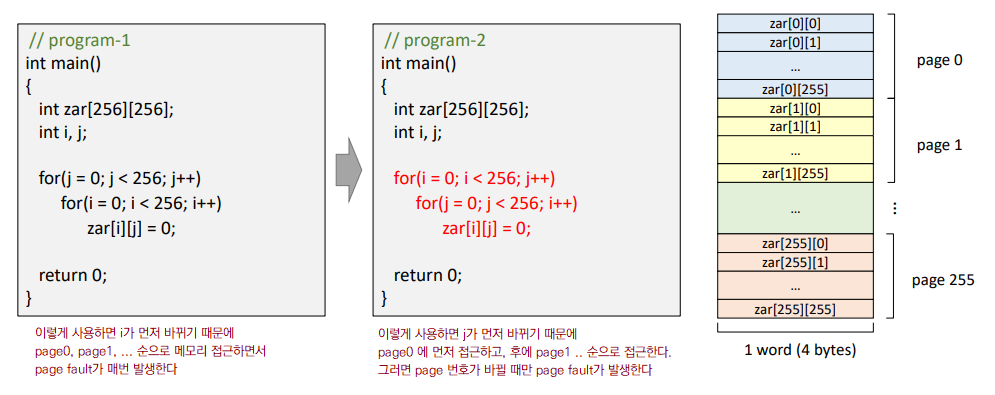 // program-1
int main()
{
int zar[256][256];
int i, j;
for(j = 0; j < 256; j++)
for(i = 0; i < 256; i++)
zar[i][j] = 0;
return 0;
}
이렇게 사용하면 i가 먼저 바뀌기 때문에
page0, page1, ... 순으로 메모리 접근하면서
page fault가 매번 발생한다
// program-2
int main()
{
int zar[256][256];
int i, j;
for(i = 0; i < 256; j++)
for(j = 0; j < 256; i++)
zar[i][j] = 0;
return 0;
}
이렇게 사용하면 j가 먼저 바뀌기 때문에
page0 에 먼저 접근하고, 후에 page1 .. 순으로 접근한다.
그러면 page 번호가 바뀔 때만 page fault가 발생한다
zar[0][0]
zar[0][1]
...
zar[0][255]
page 0
zar[1][0]
zar[1][1]
...
zar[1][255]
page 1
...
⋮
zar[255][0]
zar[255][1]
...
zar[255][255]
page 255
1 word (4 bytes)